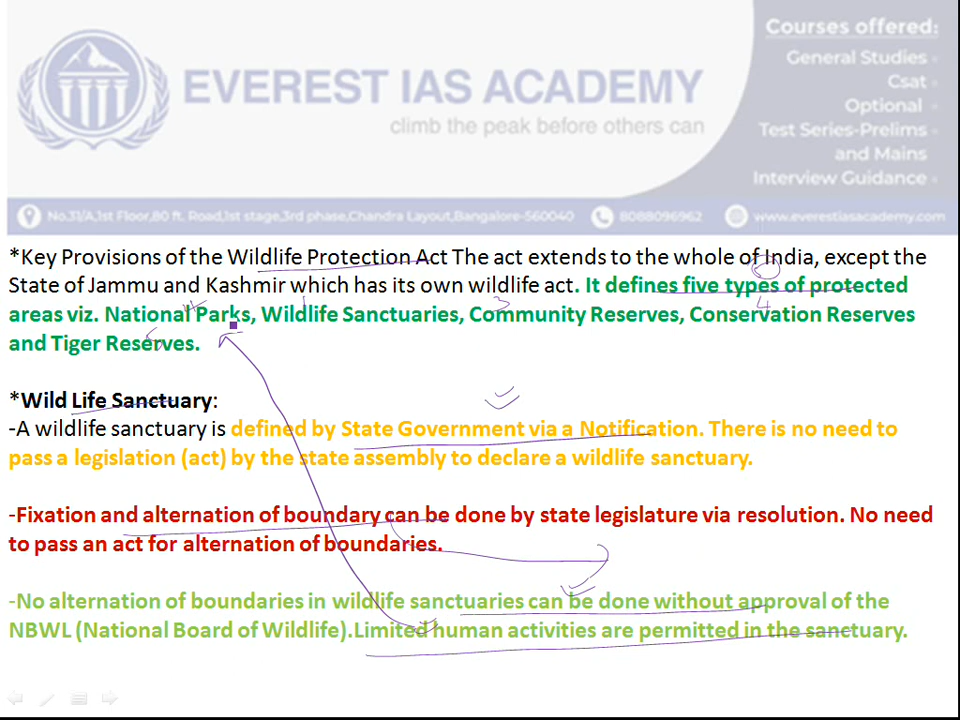 EVEREST IAS ACADEMY
climb the peak before others can
Courses offered:
General Studies
Csat
Optional
Test Series-Prelims
and Mains
Interview Guidance
No.31/A,1st Floor,80 ft. Road,1st stage,3rd phase,Chandra Layout,Bangalore-560040 8088096962 www.everestiasacademy.com
*Key Provisions of the Wildlife Protection Act The act extends to the whole of India, except the
State of Jammu and Kashmir which has its own wildlife act. It defines five types of protected
areas viz. National Parks, Wildlife Sanctuaries, Community Reserves, Conservation Reserves
and Tiger Reserves.
*Wild Life Sanctuary:
-A wildlife sanctuary is defined by State Government via a Notification. There is no need to
pass a legislation (act) by the state assembly to declare a wildlife sanctuary.
-Fixation and alternation of boundary can be done by state legislature via resolution. No need
to pass an act for alternation of boundaries.
-No alternation of boundaries in wildlife sanctuaries can be done without approval of the
NBWL (National Board of Wildlife).Limited human activities are permitted in the sanctuary.